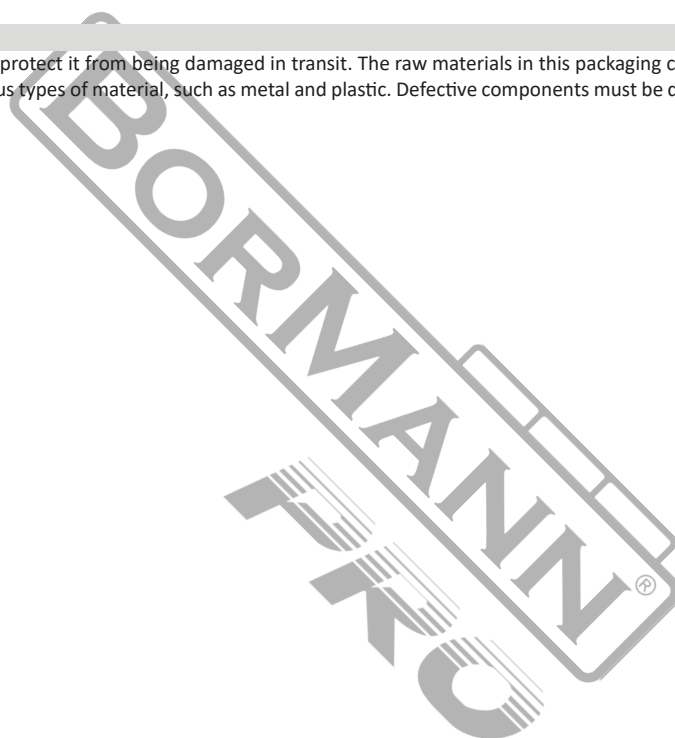 protect it from being damaged in transit. The raw materials in this packaging
types of material, such as metal and plastic. Defective components must be
BORMANN®
PRO